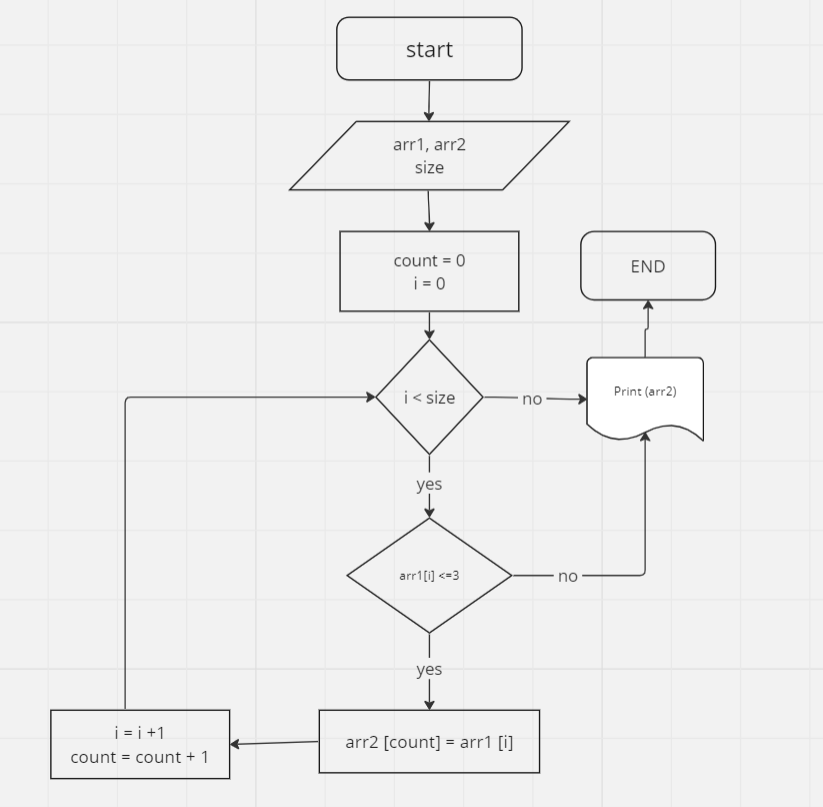 start
arr1, arr2
size
count = 0
i = 0
END
i < size
no
Print (arr2)
yes
arr1[i] <=3
no
yes
arr2 [count] = arr1 [i]
i = i +1
count = count + 1